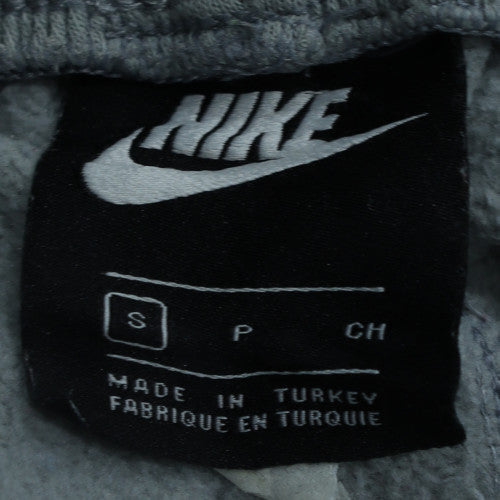 NIKE
S P CH
MADE IN TURKEY
FABRIQUE EN TURQUIE